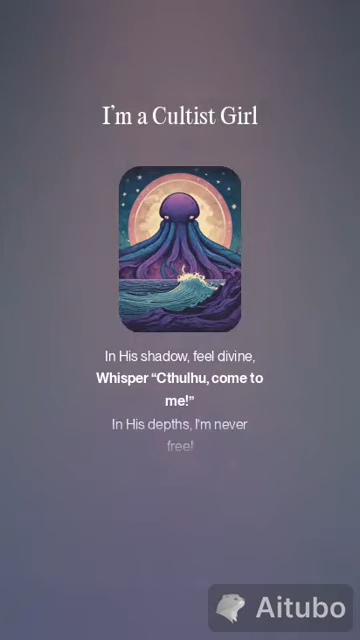 I'm a Cultist Girl
In His shadow, feel divine,
Whisper “Cthulhu, come to
me!”
In His depths, I'm never
free!
Aitubo